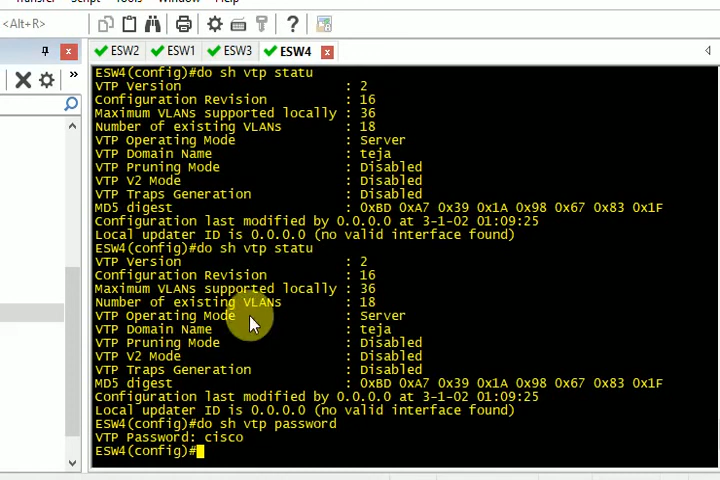 Transfer Script Tools Window Help
<Alt+R>
ESW2 ESW1 ESW3 ESW4
ESW4(config)#do sh vtp statu
VTP Version : 2
Configuration Revision : 16
Maximum VLANs supported locally : 36
Number of existing VLANs : 18
VTP Operating Mode : Server
VTP Domain Name : teja
VTP Pruning Mode : Disabled
VTP V2 Mode : Disabled
VTP Traps Generation : Disabled
MD5 digest : 0xBD 0xA7 0x39 0x1A 0x98 0x67 0x83 0x1F
Configuration last modified by 0.0.0.0 at 3-1-02 01:09:25
Local updater ID is 0.0.0.0 (no valid interface found)
ESW4(config)#do sh vtp statu
VTP Version : 2
Configuration Revision : 16
Maximum VLANs supported locally : 36
Number of existing VLANs : 18
VTP Operating Mode : Server
VTP Domain Name : teja
VTP Pruning Mode : Disabled
VTP V2 Mode : Disabled
VTP Traps Generation : Disabled
MD5 digest : 0xBD 0xA7 0x39 0x1A 0x98 0x67 0x83 0x1F
Configuration last modified by 0.0.0.0 at 3-1-02 01:09:25
Local updater ID is 0.0.0.0 (no valid interface found)
ESW4(config)#do sh vtp password
VTP Password: cisco
ESW4(config)#